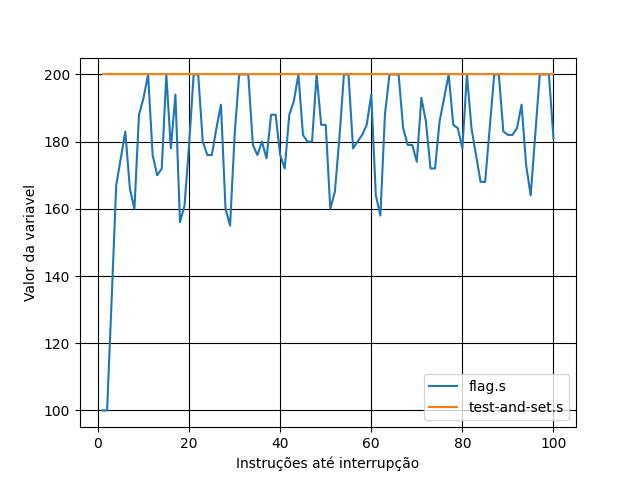 200
180
160
140
120
100
Valor da variavel
0 20 40 60 80 100
Instruções até interrupção
flag.s
test-and-set.s